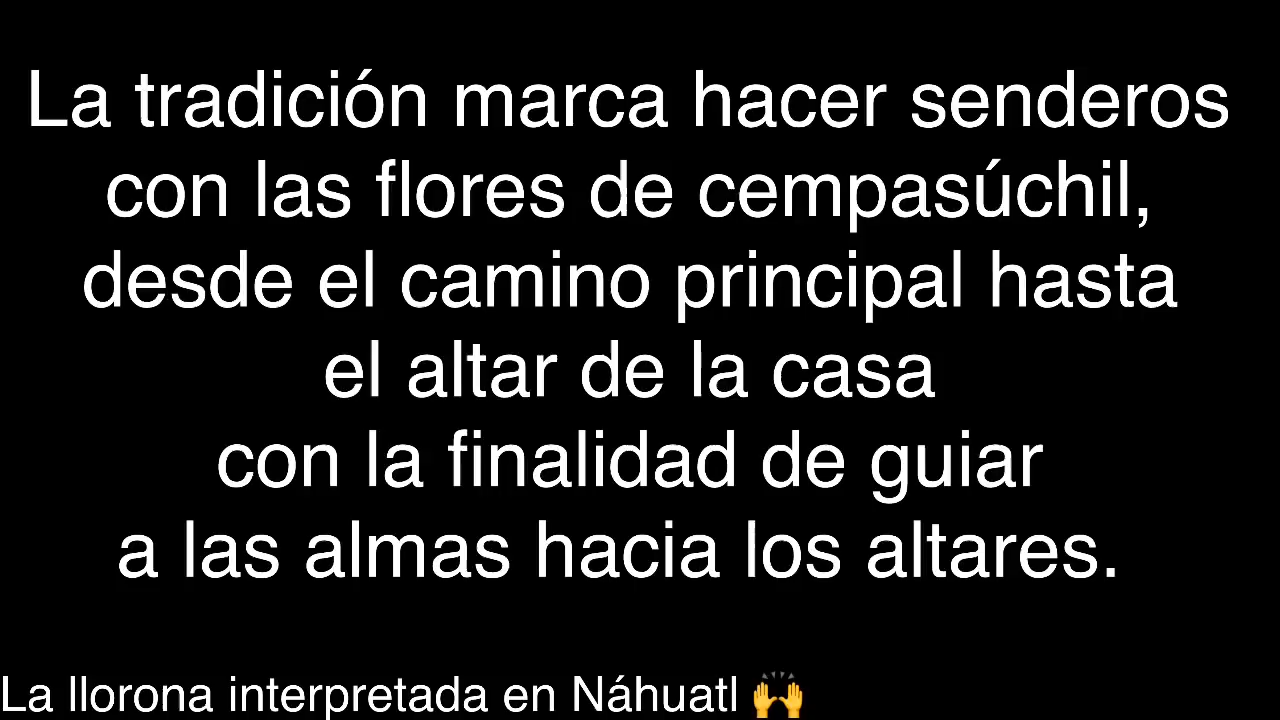 La tradición marca hacer senderos
con las flores de cempasúchil,
desde el camino principal hasta
el altar de la casa
con la finalidad de guiar
a las almas hacia los altares.
La llorona interpretada en Náhuatl 🙌